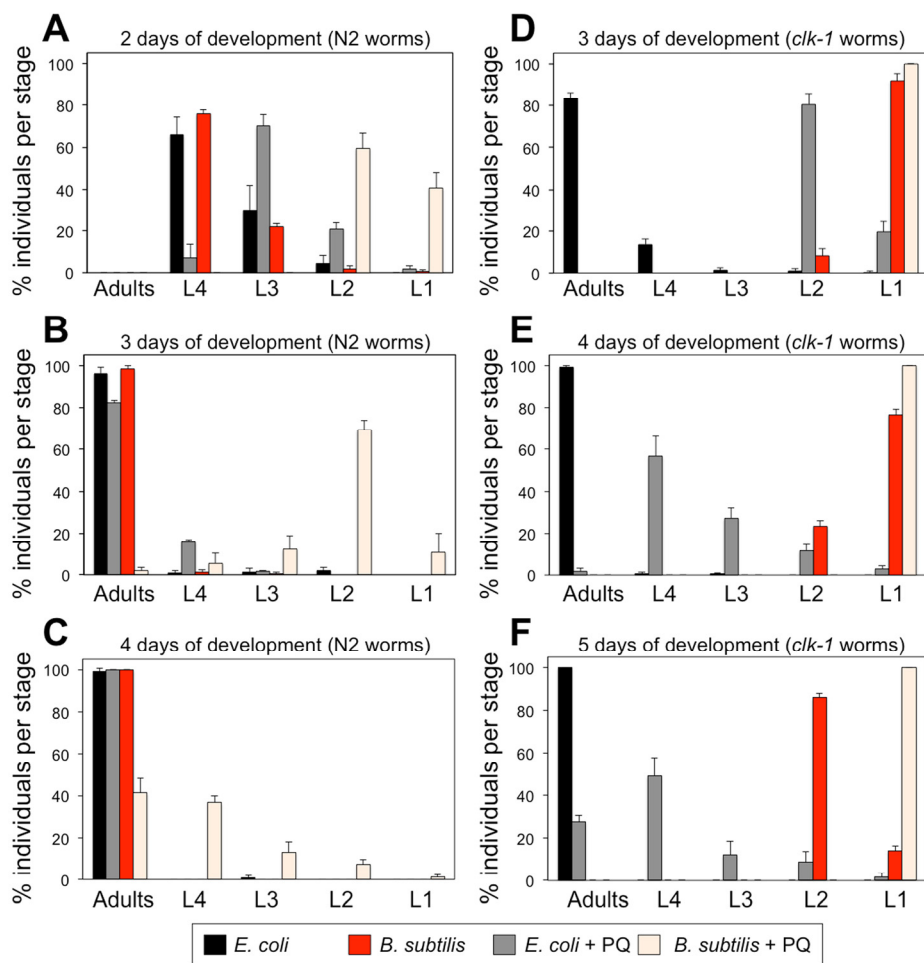 A
2 days of development (N2 worms)
% individuals per stage
100
80
60
40
20
0
Adults L4 L3 L2 L1
B
3 days of development (N2 worms)
% individuals per stage
100
80
60
40
20
0
Adults L4 L3 L2 L1
C
4 days of development (N2 worms)
% individuals per stage
100
80
60
40
20
0
Adults L4 L3 L2 L1
D
3 days of development (clk-1 worms)
% individuals per stage
100
80
60
40
20
0
Adults L4 L3 L2 L1
E
4 days of development (clk-1 worms)
% individuals per stage
100
80
60
40
20
0
Adults L4 L3 L2 L1
F
5 days of development (clk-1 worms)
% individuals per stage
100
80
60
40
20
0
Adults L4 L3 L2 L1
E. coli B. subtilis E. coli + PQ B. subtilis + PQ